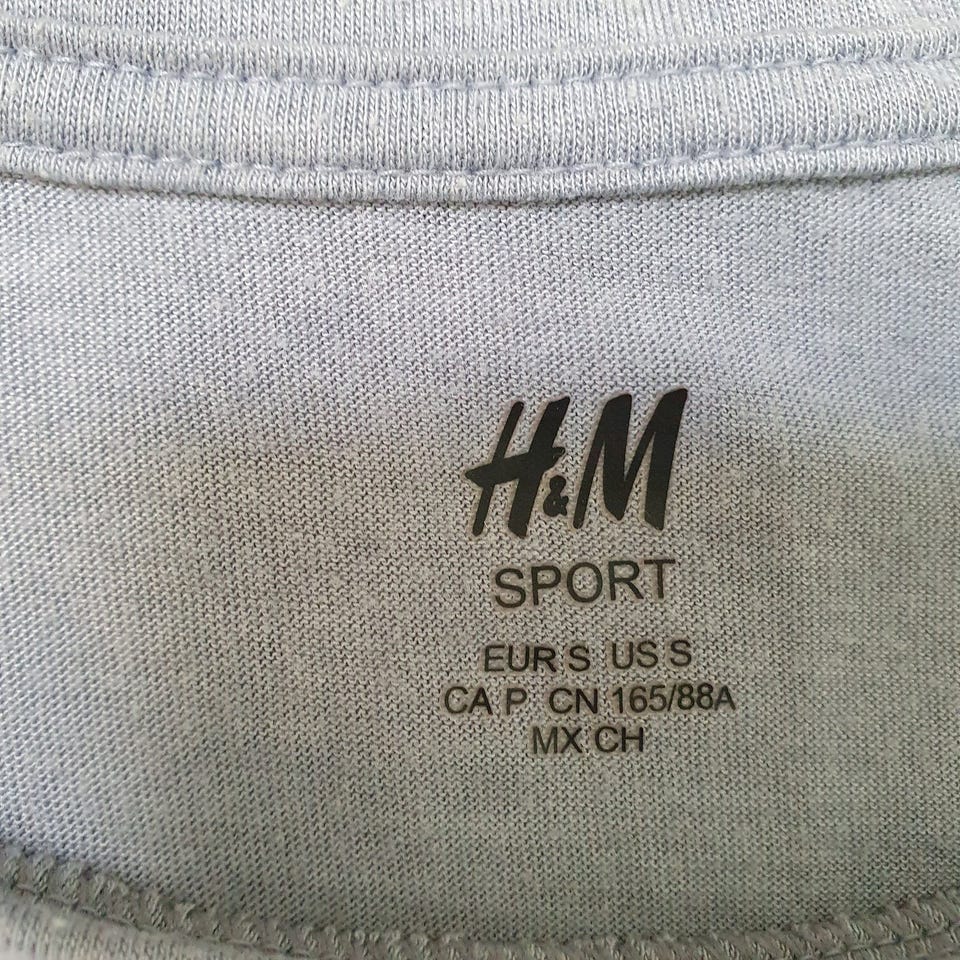 H&M
SPORT
EUR S US S
CA P CN 165/88A
MX CH